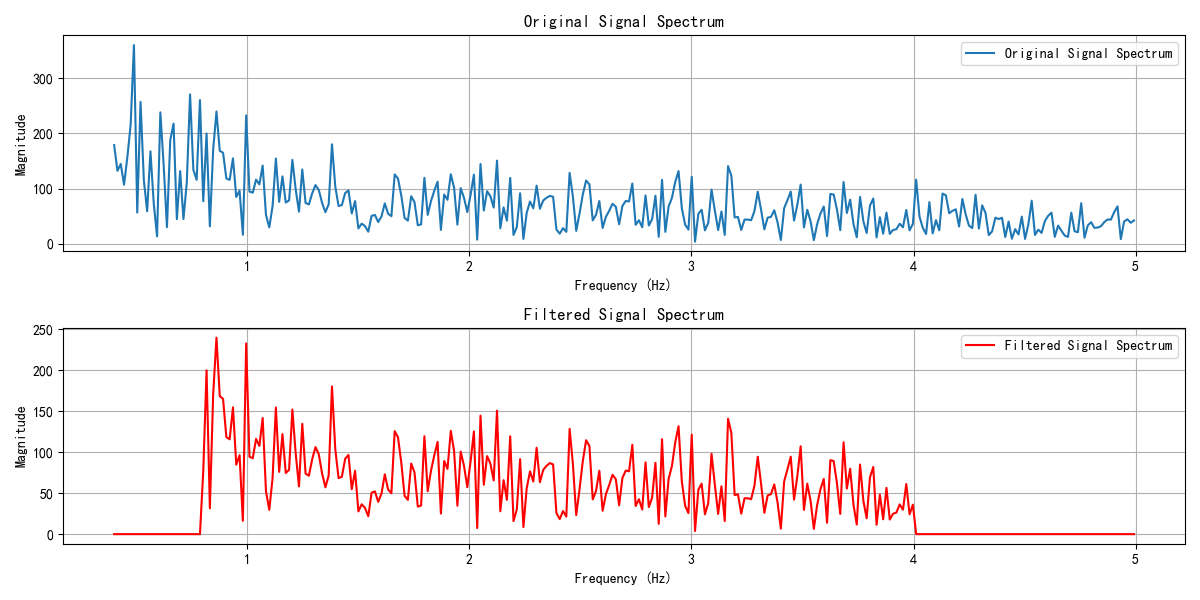 Original Signal Spectrum
Original Signal Spectrum
300
200
100
0
Magnitude
1 2 3 4 5
Frequency (Hz)
Filtered Signal Spectrum
Filtered Signal Spectrum
250
200
150
100
50
0
Magnitude
1 2 3 4 5
Frequency (Hz)